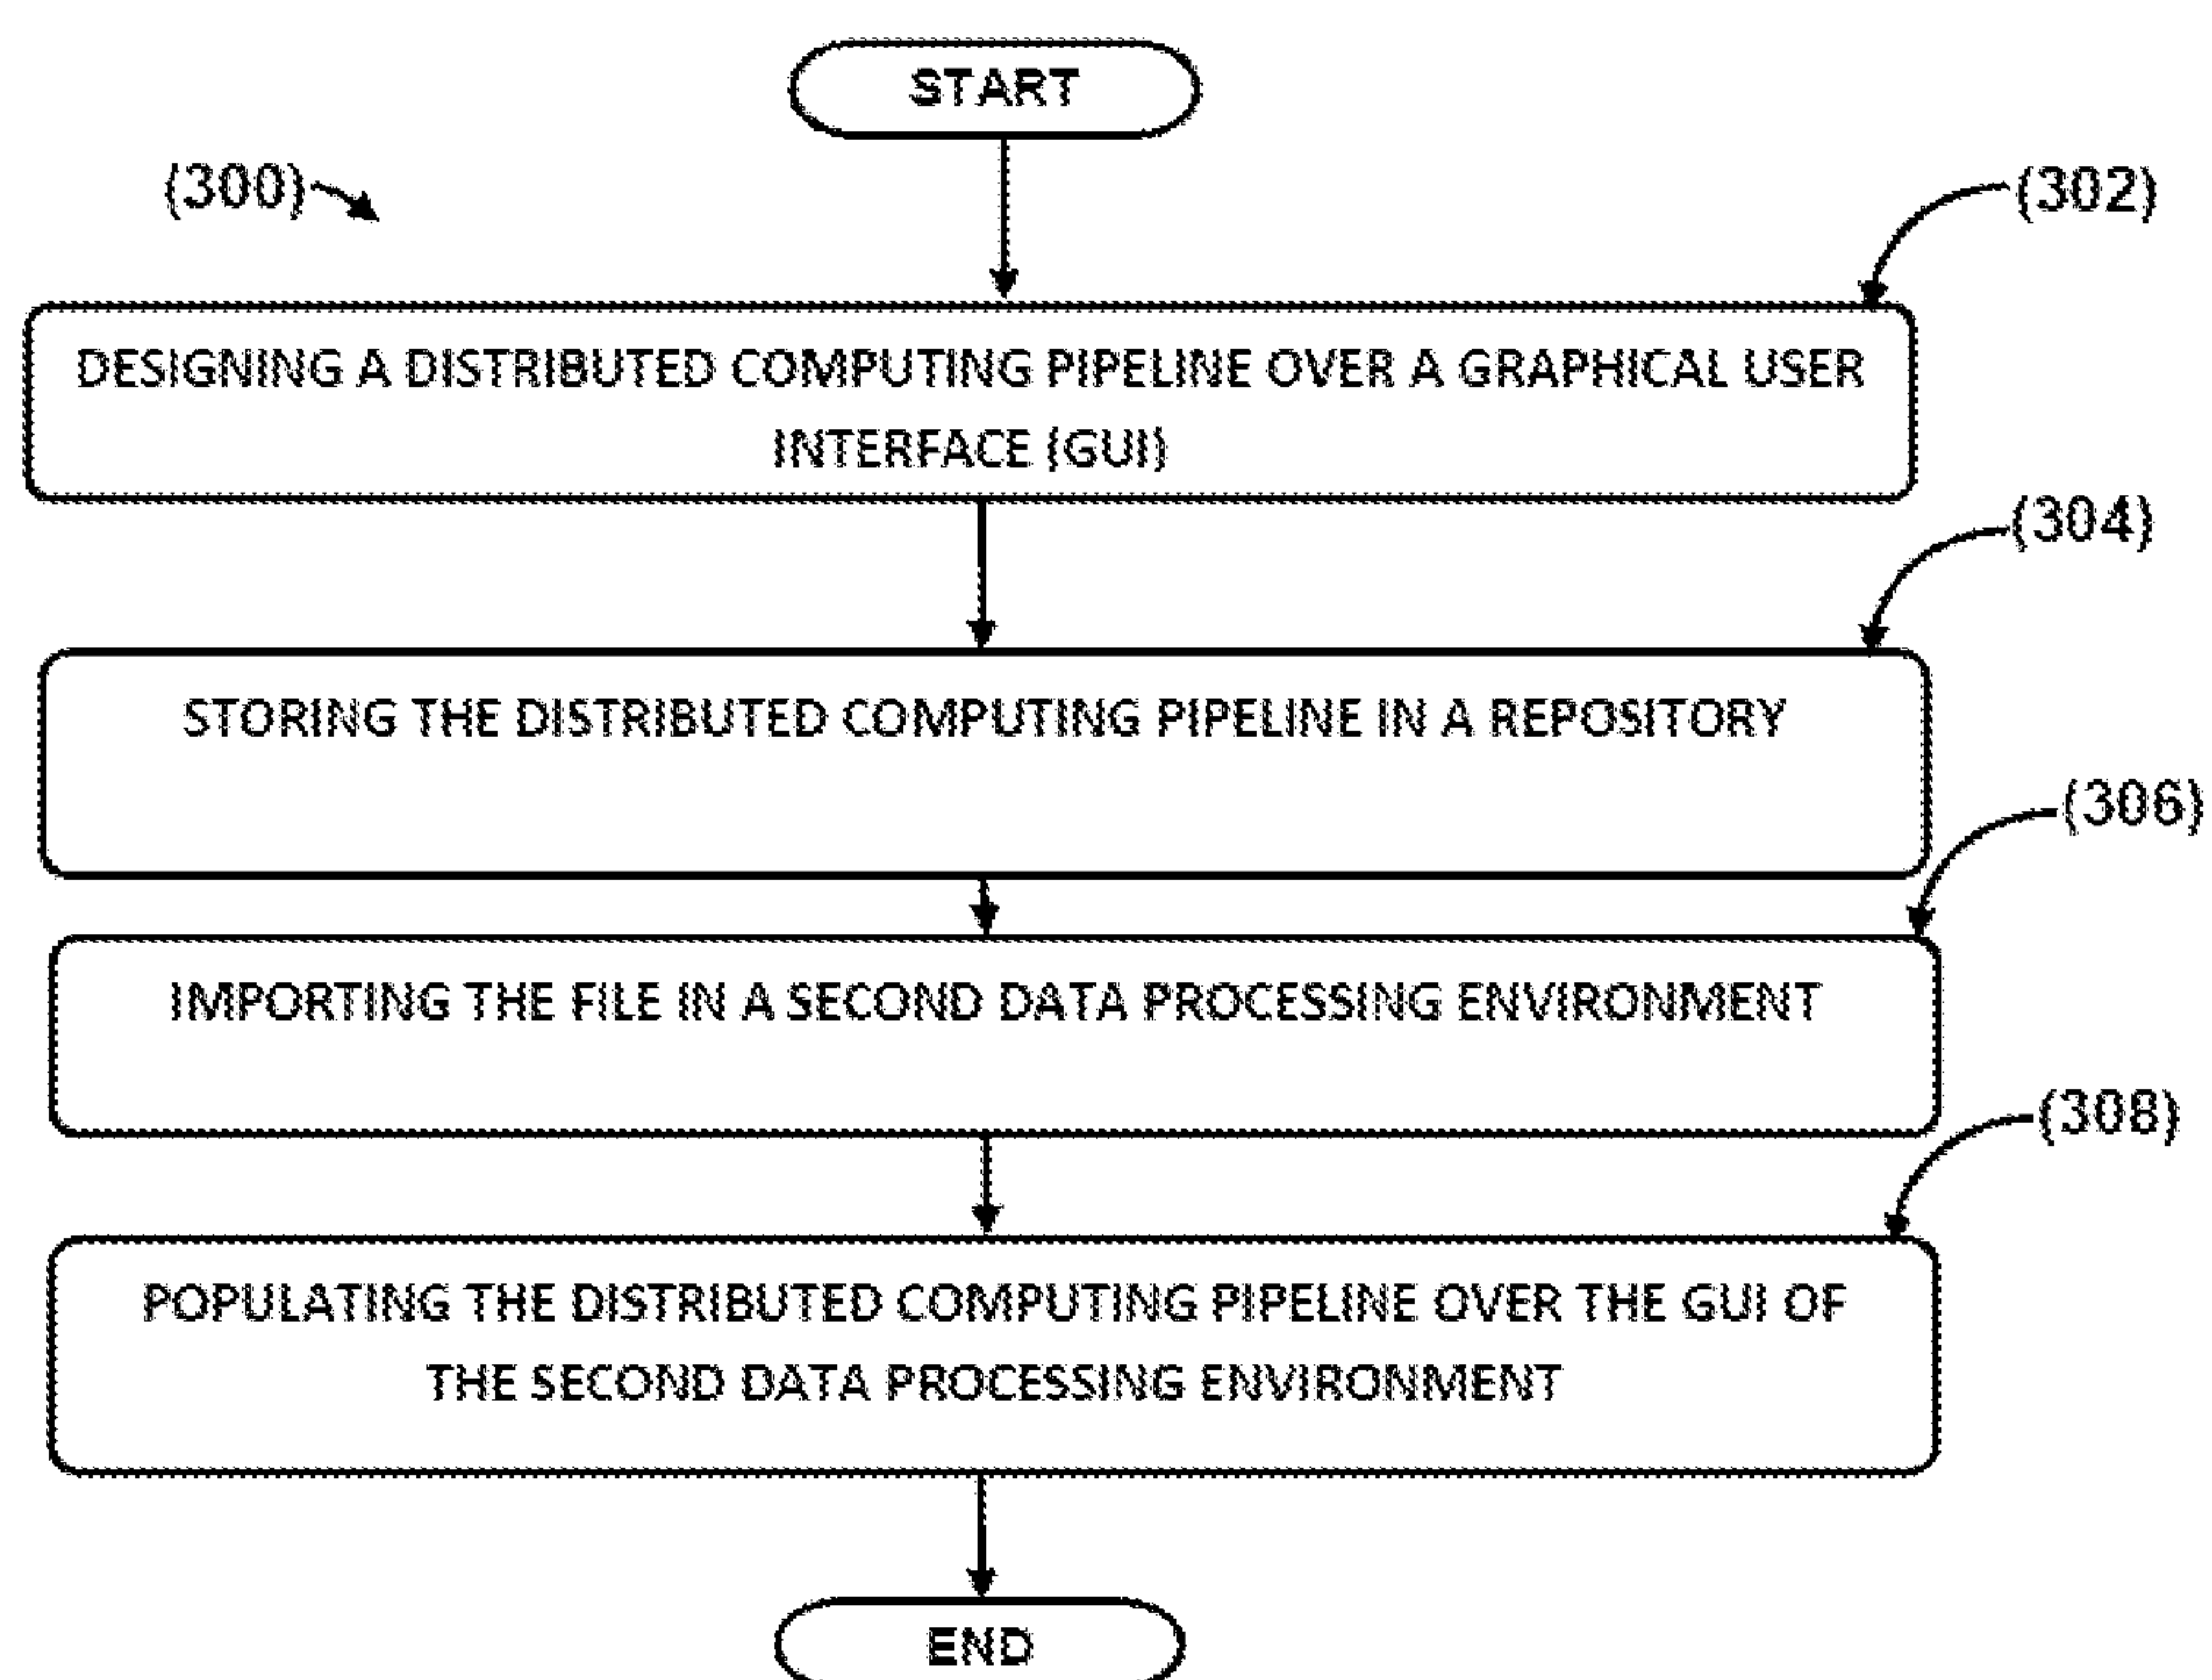 START
(300)
(302)
DESIGNING A DISTRIBUTED COMPUTING PIPELINE OVER A GRAPHICAL USER
INTERFACE (GUI)
(304)
STORING THE DISTRIBUTED COMPUTING PIPELINE IN A REPOSITORY
(306)
IMPORTING THE FILE IN A SECOND DATA PROCESSING ENVIRONMENT
(308)
POPULATING THE DISTRIBUTED COMPUTING PIPELINE OVER THE GUI OF
THE SECOND DATA PROCESSING ENVIRONMENT
END